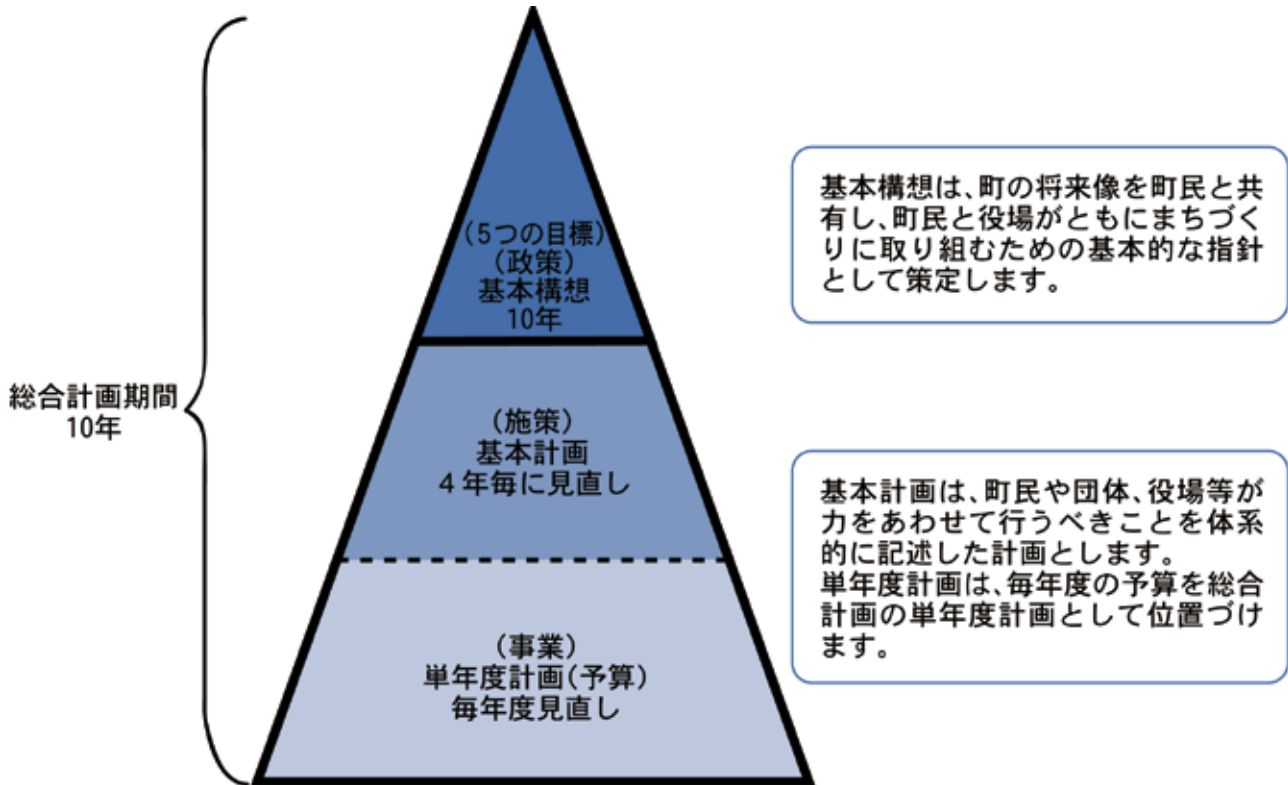 総合計画期間
10年
(5つの目標)
(政策)
基本構想
10年
(施策)
基本計画
4年毎に見直し
(事業)
単年度計画(予算)
毎年度見直し
基本構想は、町の将来像を町民と共
有し、町民と役場がともにまちづく
りに取り組むための基本的な指針
として策定します。
基本計画は、町民や団体、役場等が
力をあわせて行うべきことを体系
的に記述した計画とします。
単年度計画は、毎年度の予算を総合
計画の単年度計画として位置づけ
ます。